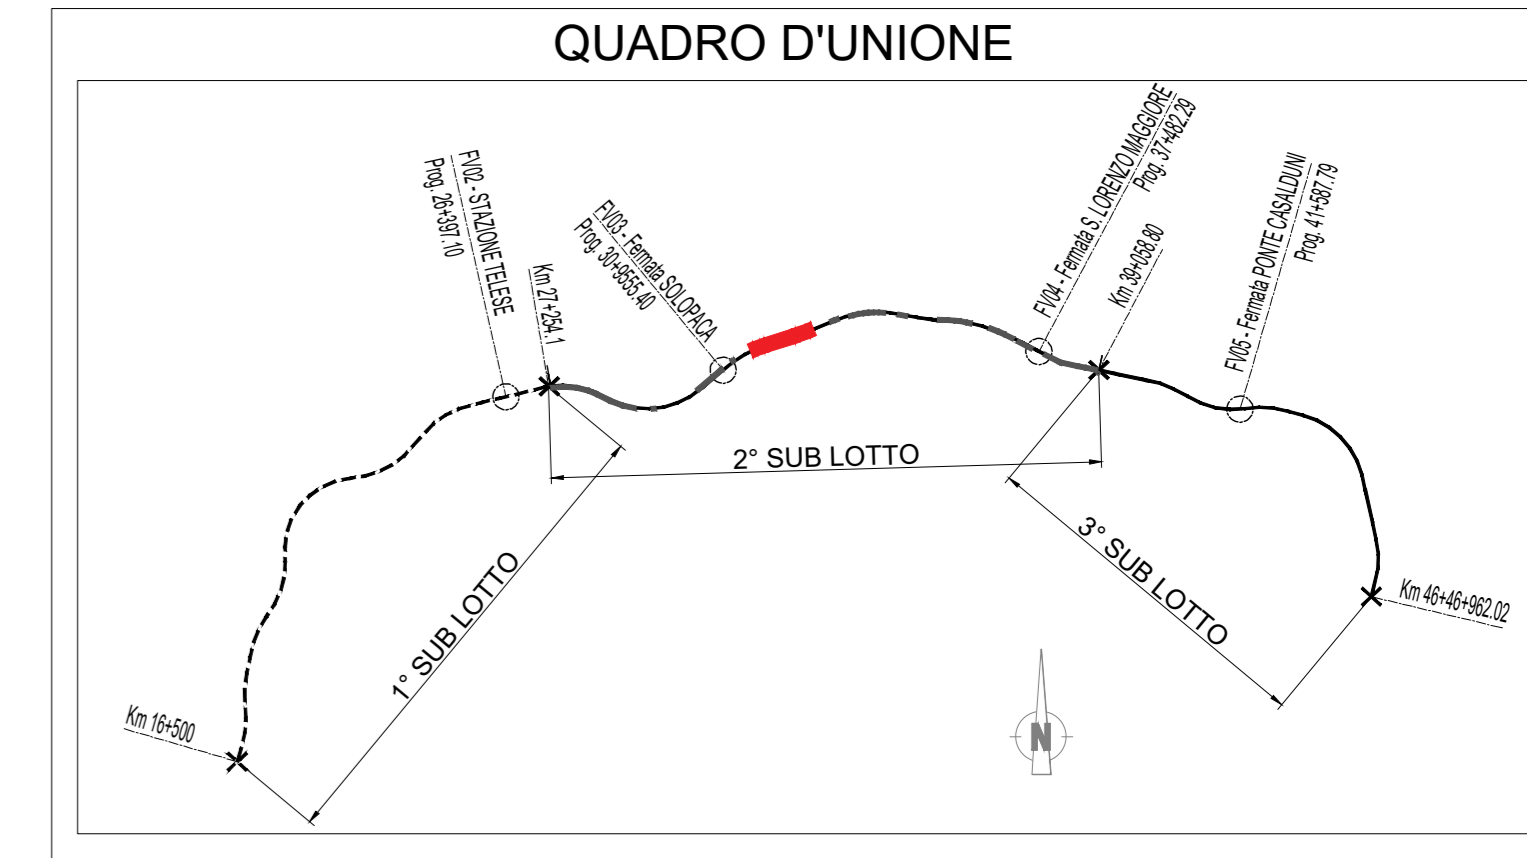 QUADRO D'UNIONE
FV02 - STAZIONE TELESE
Prog. 26+397.10
Km 27+254.1
FV03 - Fermata SOLOPACA
Prog. 30+9555.40
FV04 - Fermata S. LORENZO MAGGIORE
Prog. 37+482.29
Km 39+058.80
FV05 - Fermata PONTE CASALDUNI
Prog. 41+587.79
2° SUB LOTTO
1° SUB LOTTO
3° SUB LOTTO
Km 46+46+962.02
Km 16+500
N